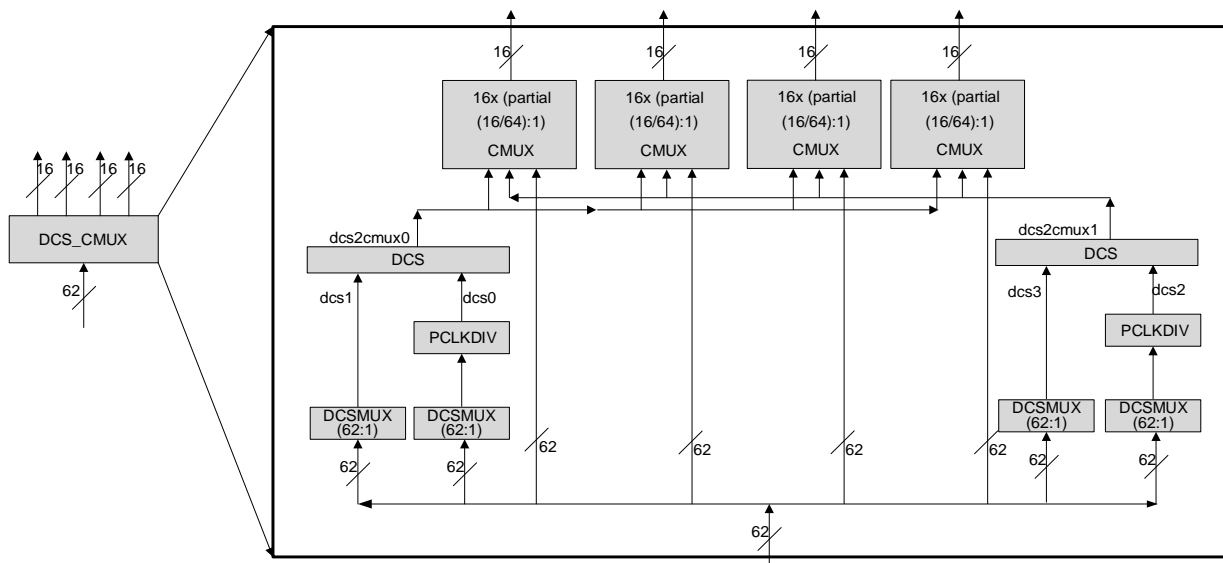 16 16 16 16
16x (partial 16x (partial 16x (partial 16x (partial
(16/64):1) (16/64):1) (16/64):1) (16/64):1)
CMUX CMUX CMUX CMUX
16 16 16 16
DCS_CMUX
62
dcs2cmux0
dcs2cmux1
DCS
DCS
dcs1
dcs0
dcs3
dcs2
PCLKDIV
PCLKDIV
DCSMUX DCSMUX DCSMUX DCSMUX
(62:1) (62:1) (62:1) (62:1)
62 62 62 62 62 62 62 62
62